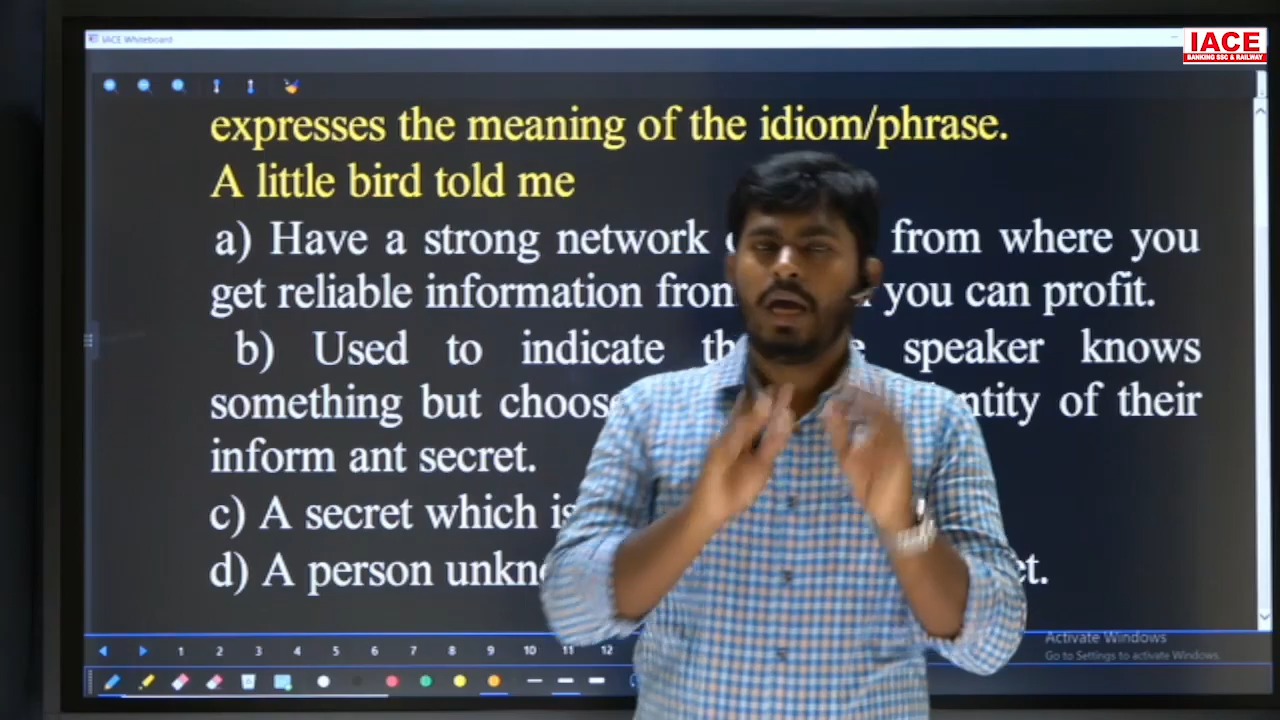 IACE Whiteboard
IACE
BANKING SSC & RAILWAY
expresses the meaning of the idiom/phrase.
A little bird told me
a) Have a strong network from where you
get reliable information from you can profit.
b) Used to indicate speaker knows
something but of their
inform ant secret.
c) A secret which
d) A person
1 2 3 4 5 6 7 8 9 10 11 12
Activate Windows
Go to Settings to activate Windows.